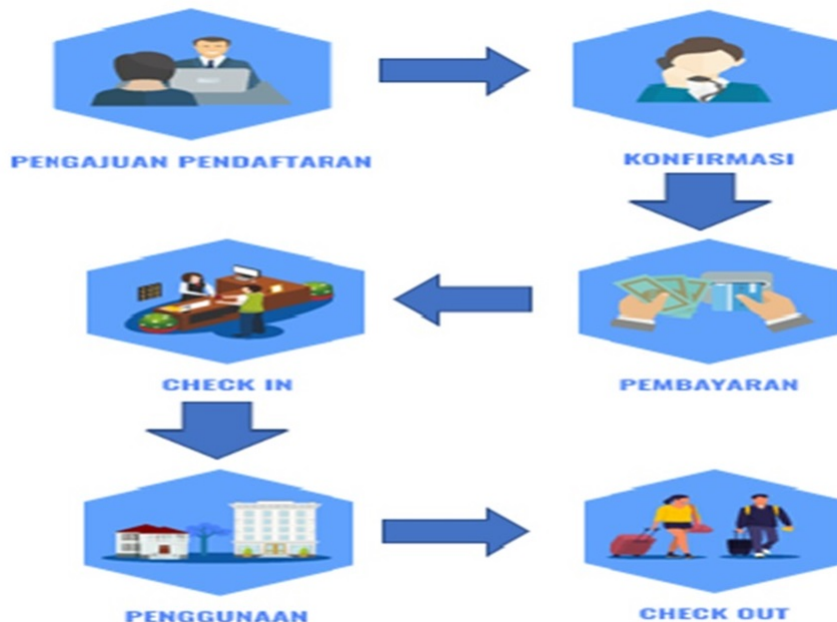 PENGAJUAN PENDAFTARAN
KONFIRMASI
PEMBAYARAN
CHECK IN
PENGGUNAAN
CHECK OUT